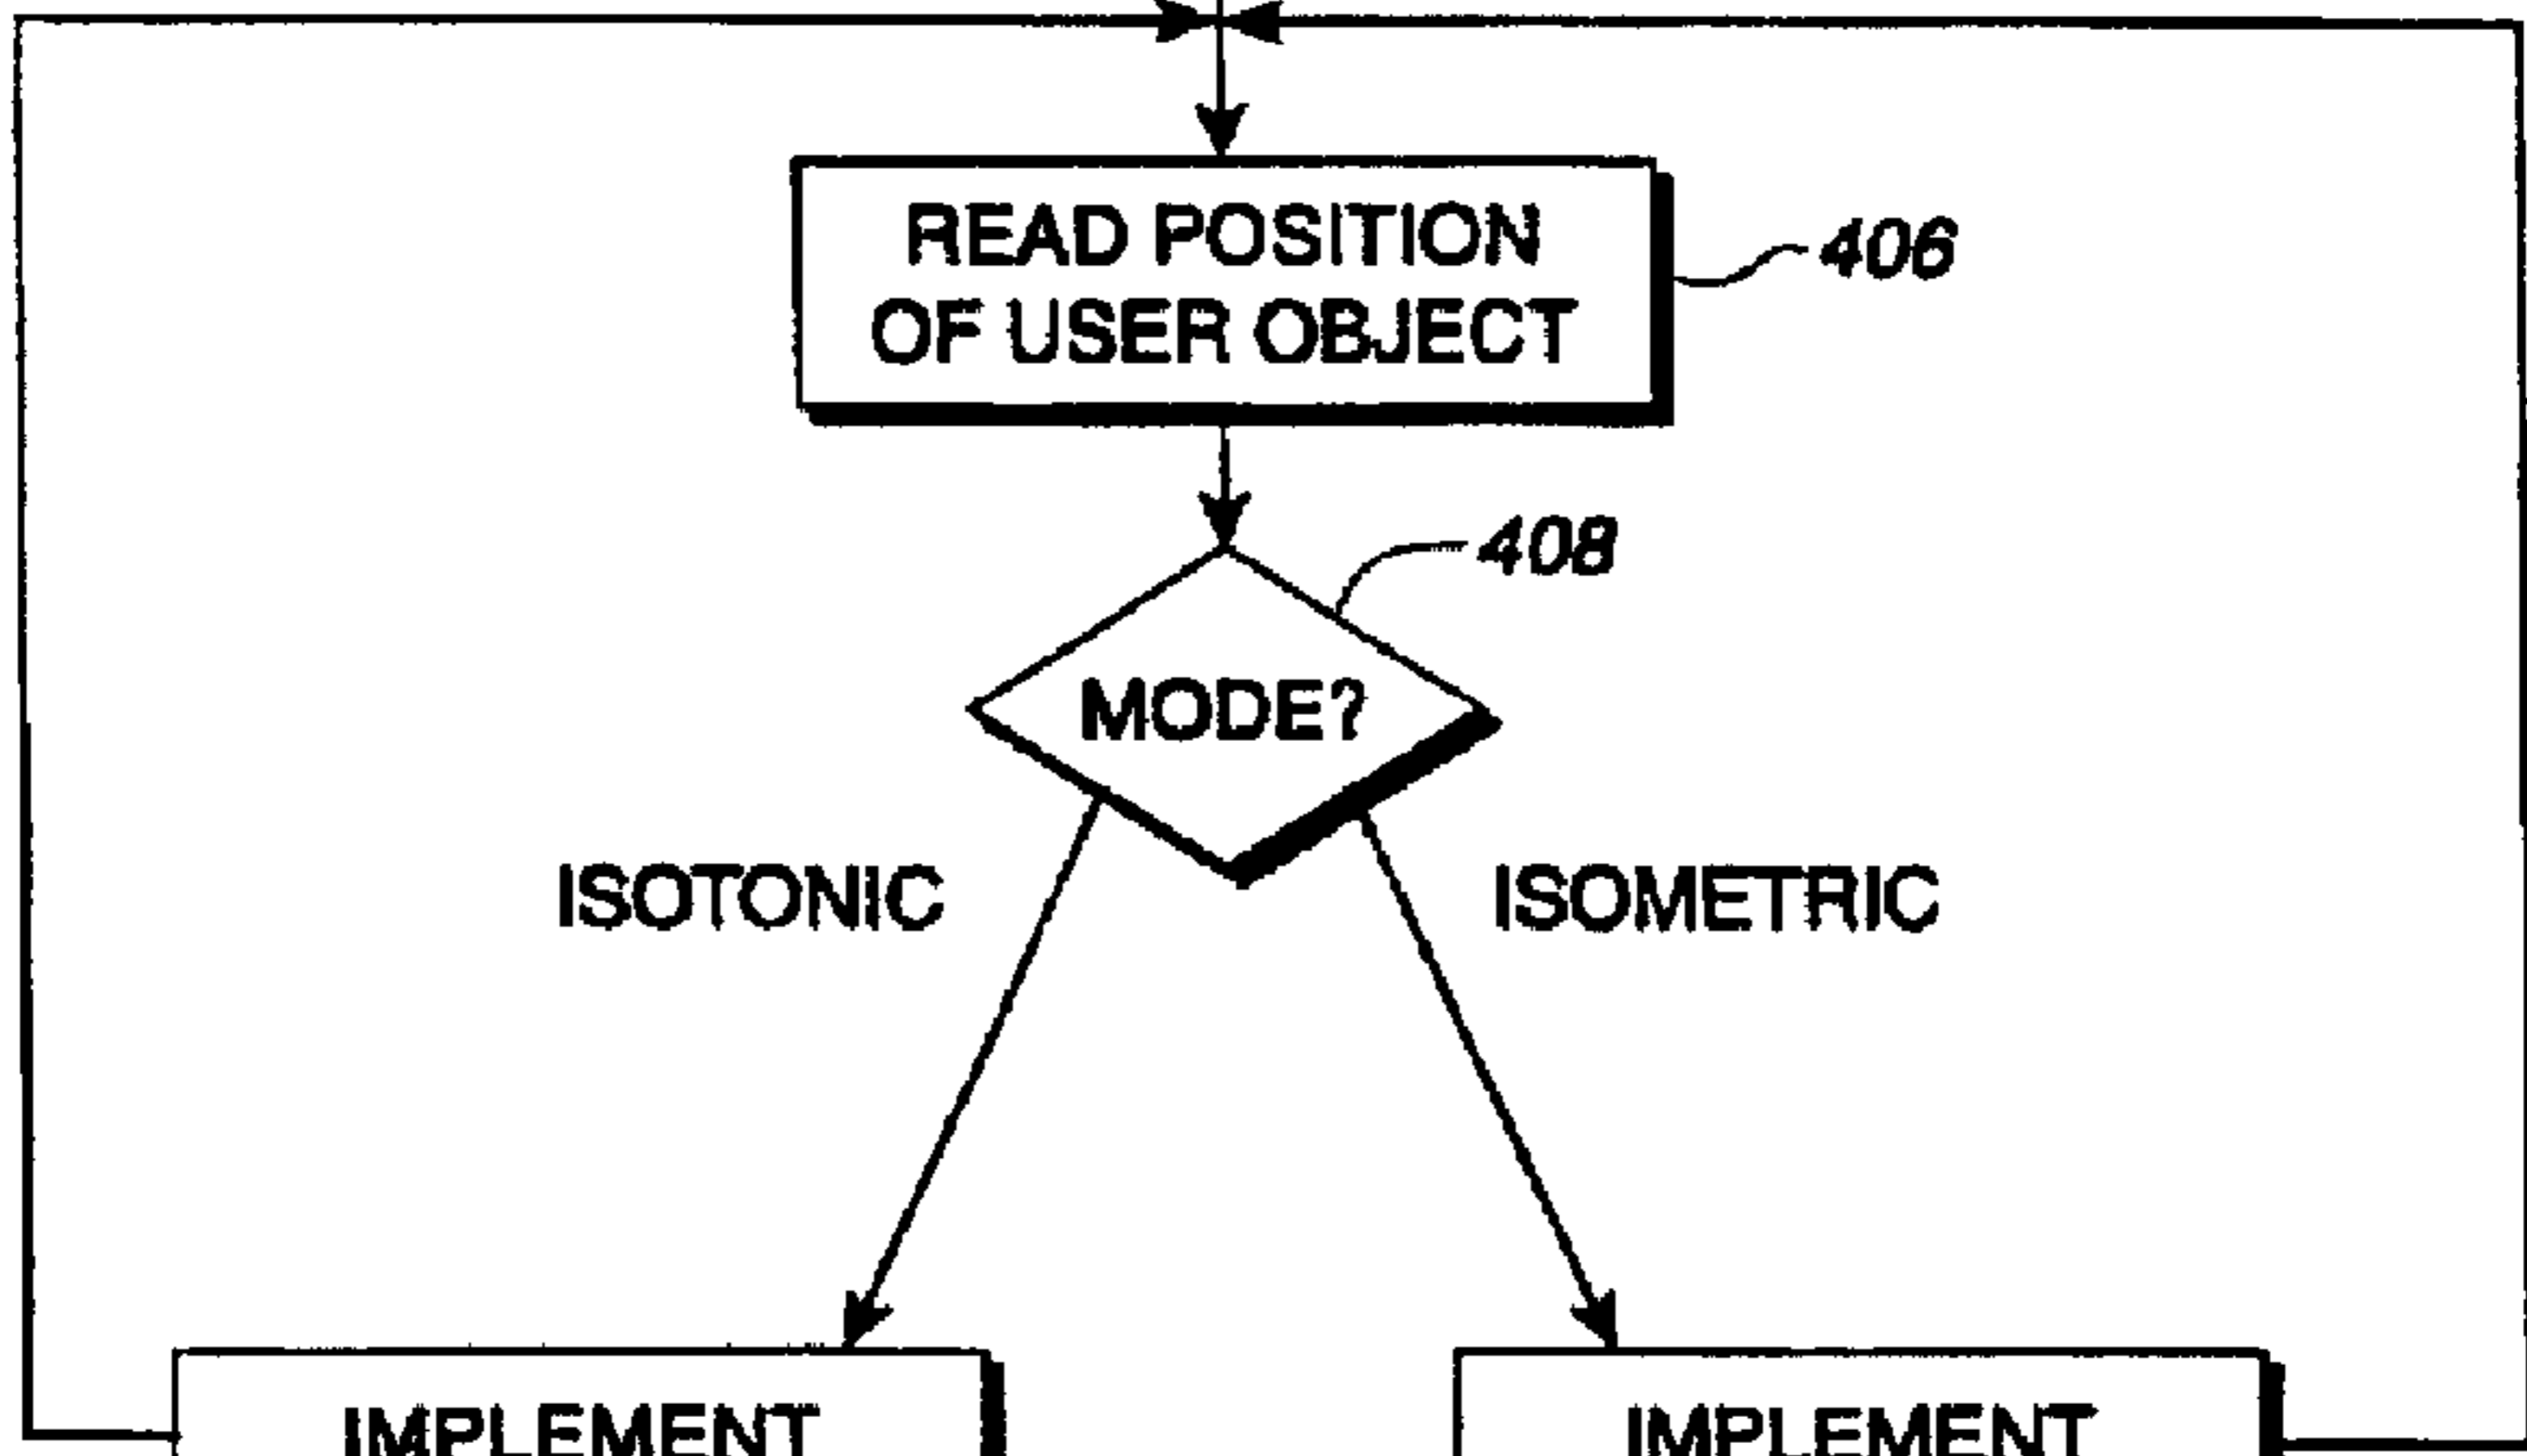 READ POSITION
OF USER OBJECT
406
408
MODE?
ISOTONIC
ISOMETRIC
IMPLEMENT
IMPLEMENT